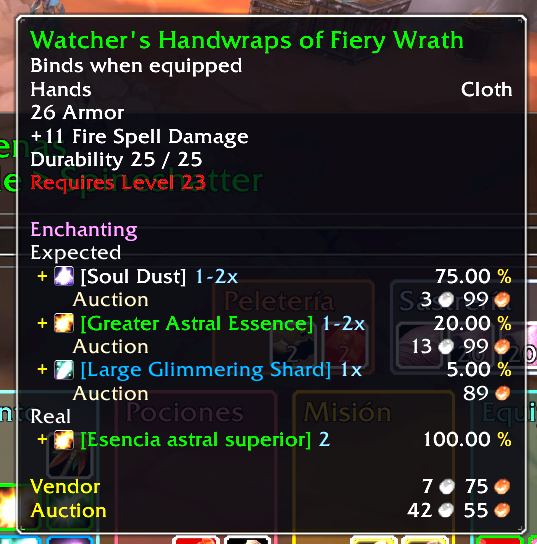 Watcher's Handwraps of Fiery Wrath
Binds when equipped
Hands Cloth
26 Armor
+11 Fire Spell Damage
Durability 25 / 25
Requires Level 23
Enchanting
Expected
+ [Soul Dust] 1-2x 75.00 %
Auction 3 99
+ [Greater Astral Essence] 1-2x 20.00 %
Auction 13 99
+ [Large Glimmering Shard] 1x 5.00 %
Auction 89
Real
+ [Esencia astral superior] 2 100.00 %
Vendor 7 75
Auction 42 55
Peletería
Pociones
Misión